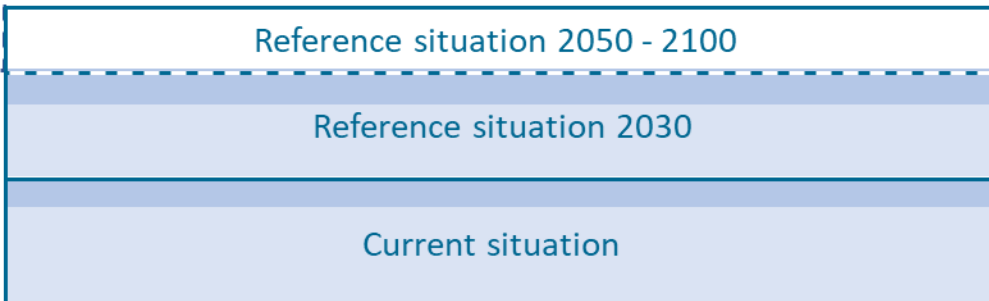 Reference situation 2050 - 2100
Reference situation 2030
Current situation